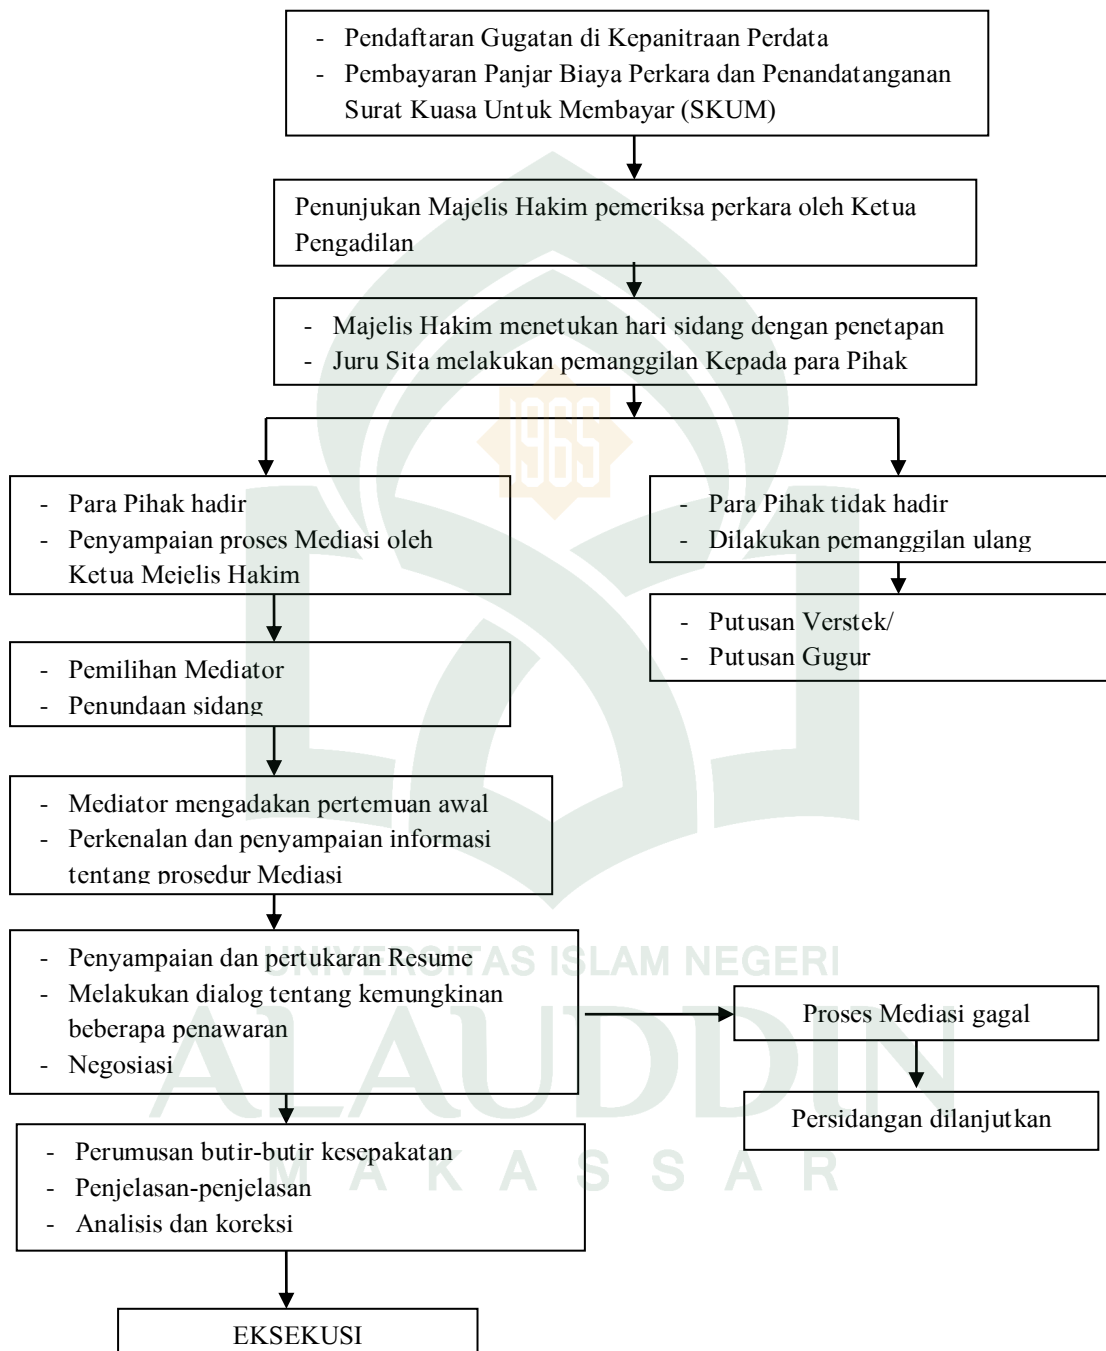 - Pendaftaran Gugatan di Kepanitraan Perdata
- Pembayaran Panjar Biaya Perkara dan Penandatanganan
Surat Kuasa Untuk Membayar (SKUM)
Penunjukan Majelis Hakim pemeriksa perkara oleh Ketua
Pengadilan
- Majelis Hakim menetukan hari sidang dengan penetapan
- Juru Sita melakukan pemanggilan Kepada para Pihak
1965
- Para Pihak hadir
- Penyampaian proses Mediasi oleh
Ketua Mejelis Hakim
- Para Pihak tidak hadir
- Dilakukan pemanggilan ulang
- Putusan Verstek/
- Putusan Gugur
- Pemilihan Mediator
- Penundaan sidang
- Mediator mengadakan pertemuan awal
- Perkenalan dan penyampaian informasi
tentang prosedur Mediasi
UNIVERSITAS ISLAM NEGERI
ALAUDDIN
MAKASSAR
- Penyampaian dan pertukaran Resume
- Melakukan dialog tentang kemungkinan
beberapa penawaran
- Negosiasi
Proses Mediasi gagal
Persidangan dilanjutkan
- Perumusan butir-butir kesepakatan
- Penjelasan-penjelasan
- Analisis dan koreksi
EKSEKUSI